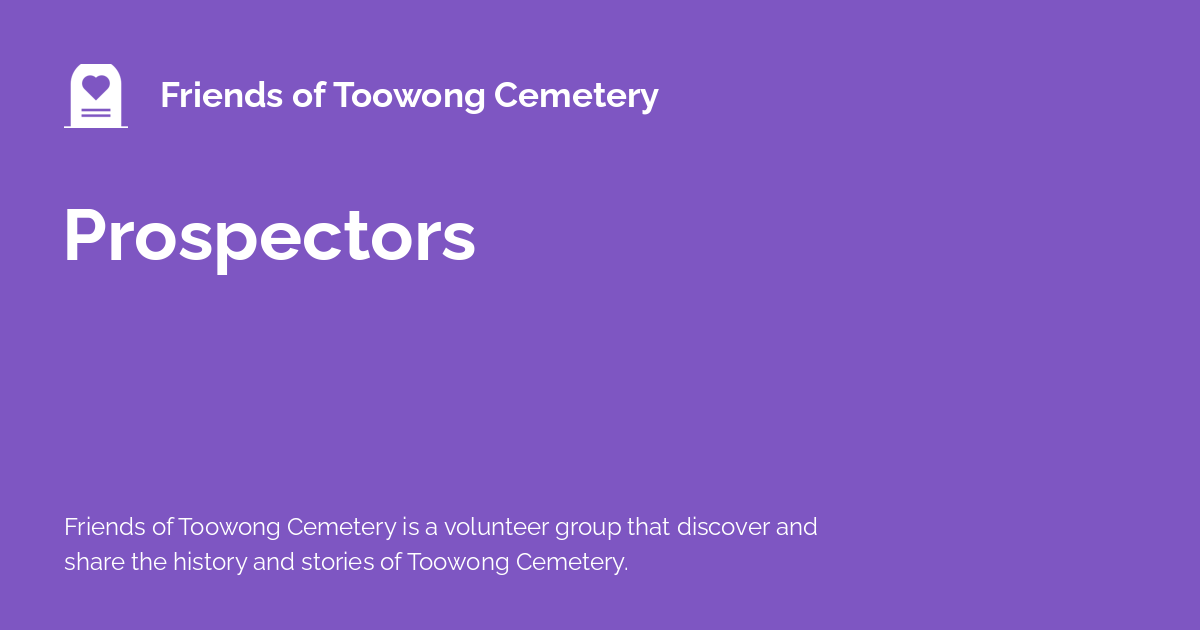 Friends of Toowong Cemetery
Prospectors
Friends of Toowong Cemetery is a volunteer group that discover and
share the history and stories of Toowong Cemetery.